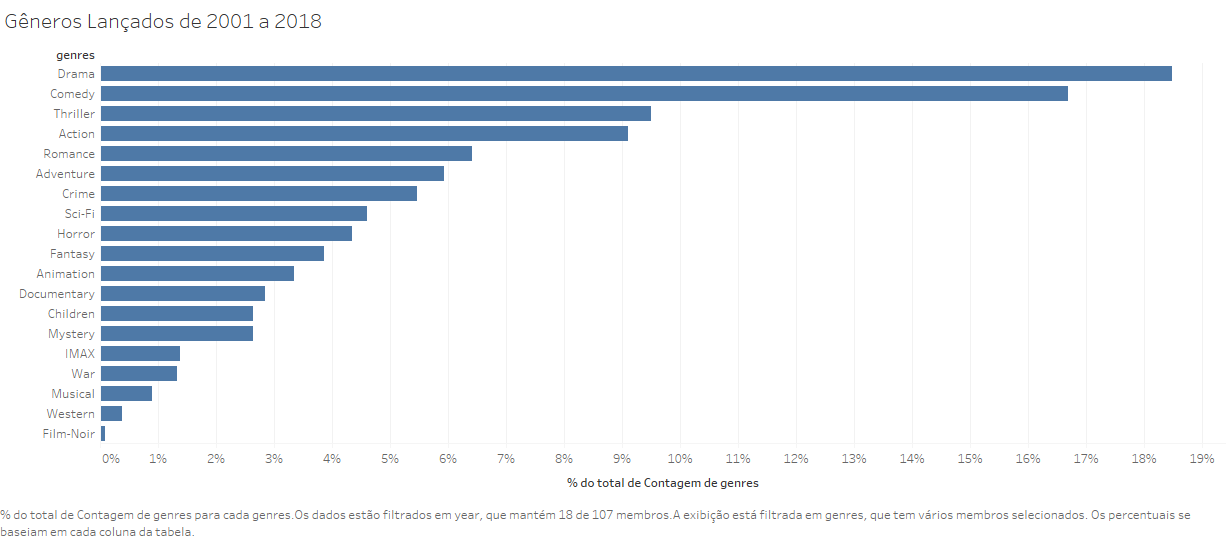 Gêneros Lançados de 2001 a 2018
genres
Drama
Comedy
Thriller
Action
Romance
Adventure
Crime
Sci-Fi
Horror
Fantasy
Animation
Documentary
Children
Mystery
IMAX
War
Musical
Western
Film-Noir
0% 1% 2% 3% 4% 5% 6% 7% 8% 9% 10% 11% 12% 13% 14% 15% 16% 17% 18% 19%
% do total de Contagem de genres
% do total de Contagem de genres para cada genres.Os dados estão filtrados em year, que mantém 18 de 107 membros.A exibição está filtrada em genres, que tem vários membros selecionados. Os percentuais se
baseiam em cada coluna da tabela.